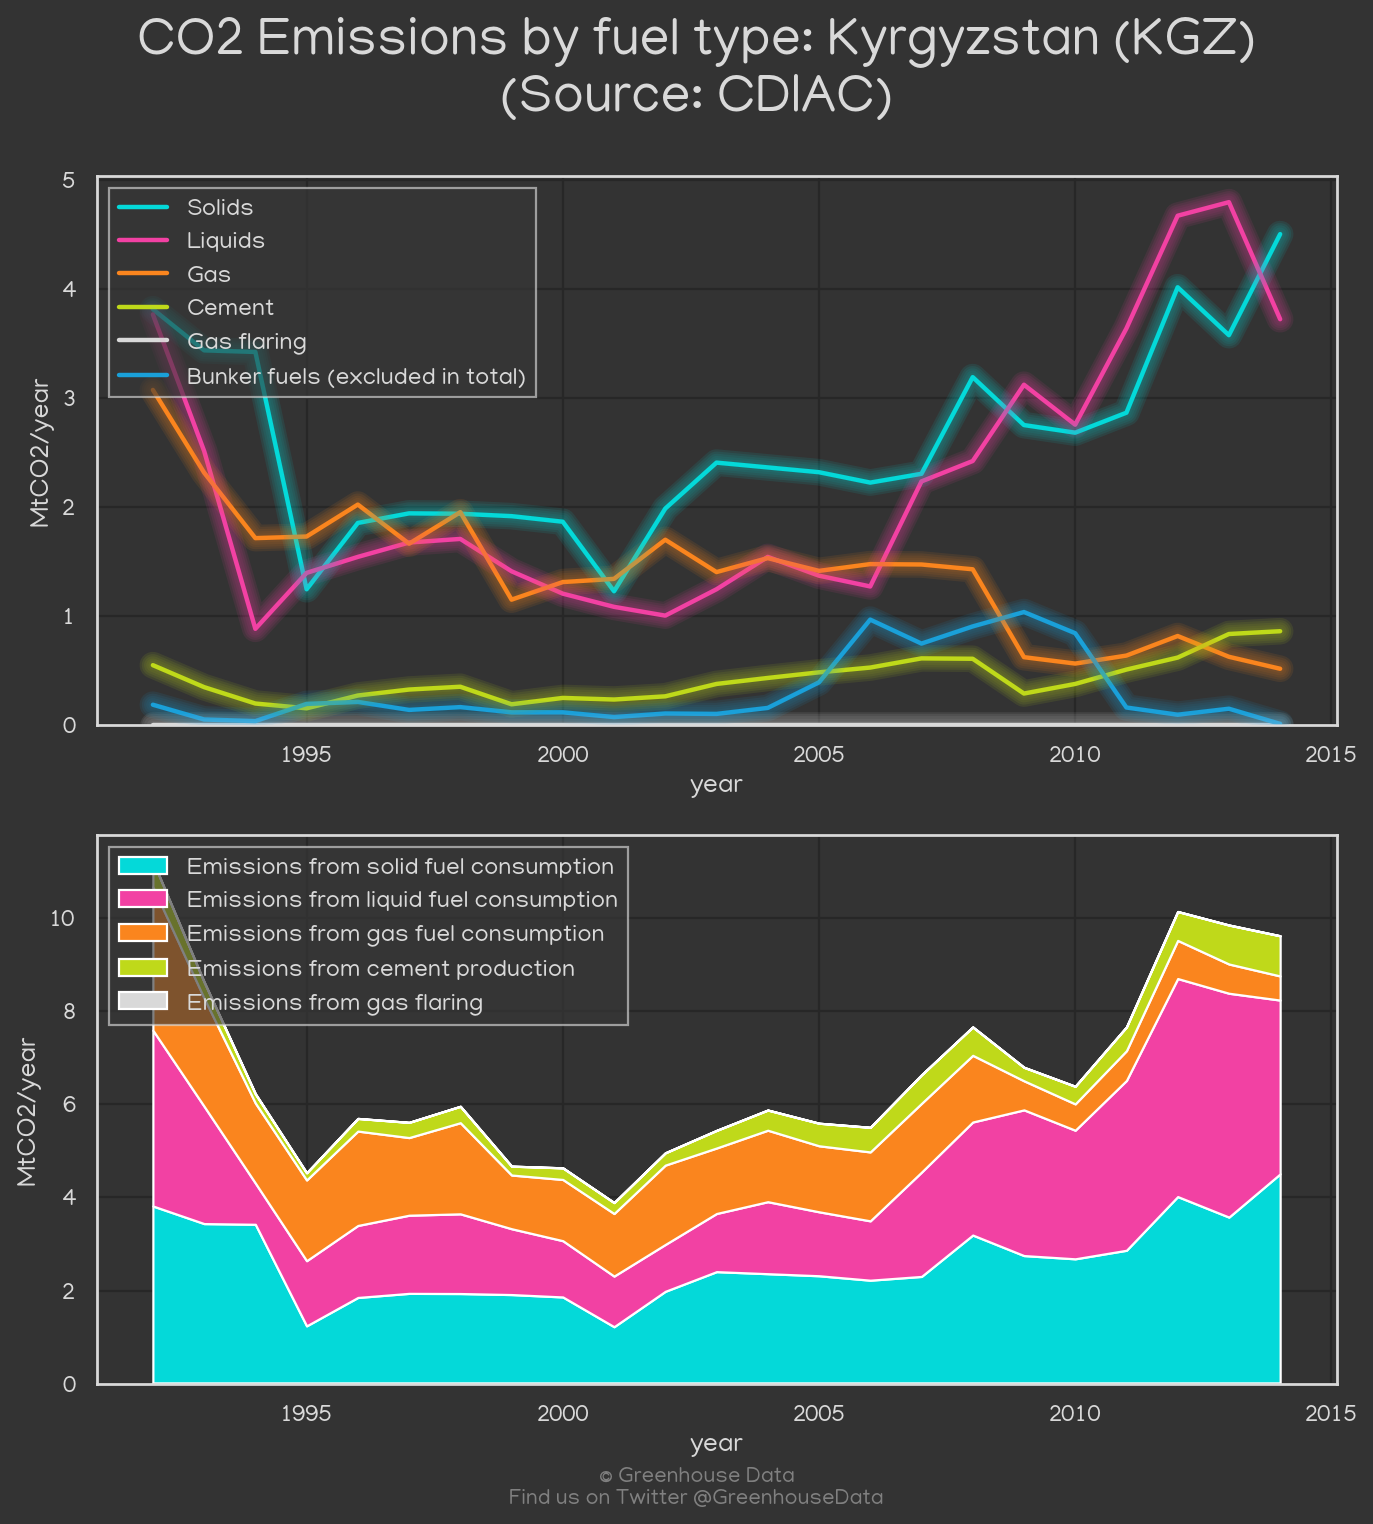 CO2 Emissions by fuel type: Kyrgyzstan (KGZ)
(Source: CDIAC)
5
4
3
2
1
0
MtCO2/year
Solids
Liquids
Gas
Cement
Gas flaring
Bunker fuels (excluded in total)
1995
2000
2005
2010
2015
year
10
8
6
4
2
0
MtCO2/year
Emissions from solid fuel consumption
Emissions from liquid fuel consumption
Emissions from gas fuel consumption
Emissions from cement production
Emissions from gas flaring
1995
2000
2005
2010
2015
year
© Greenhouse Data
Find us on Twitter @GreenhouseData